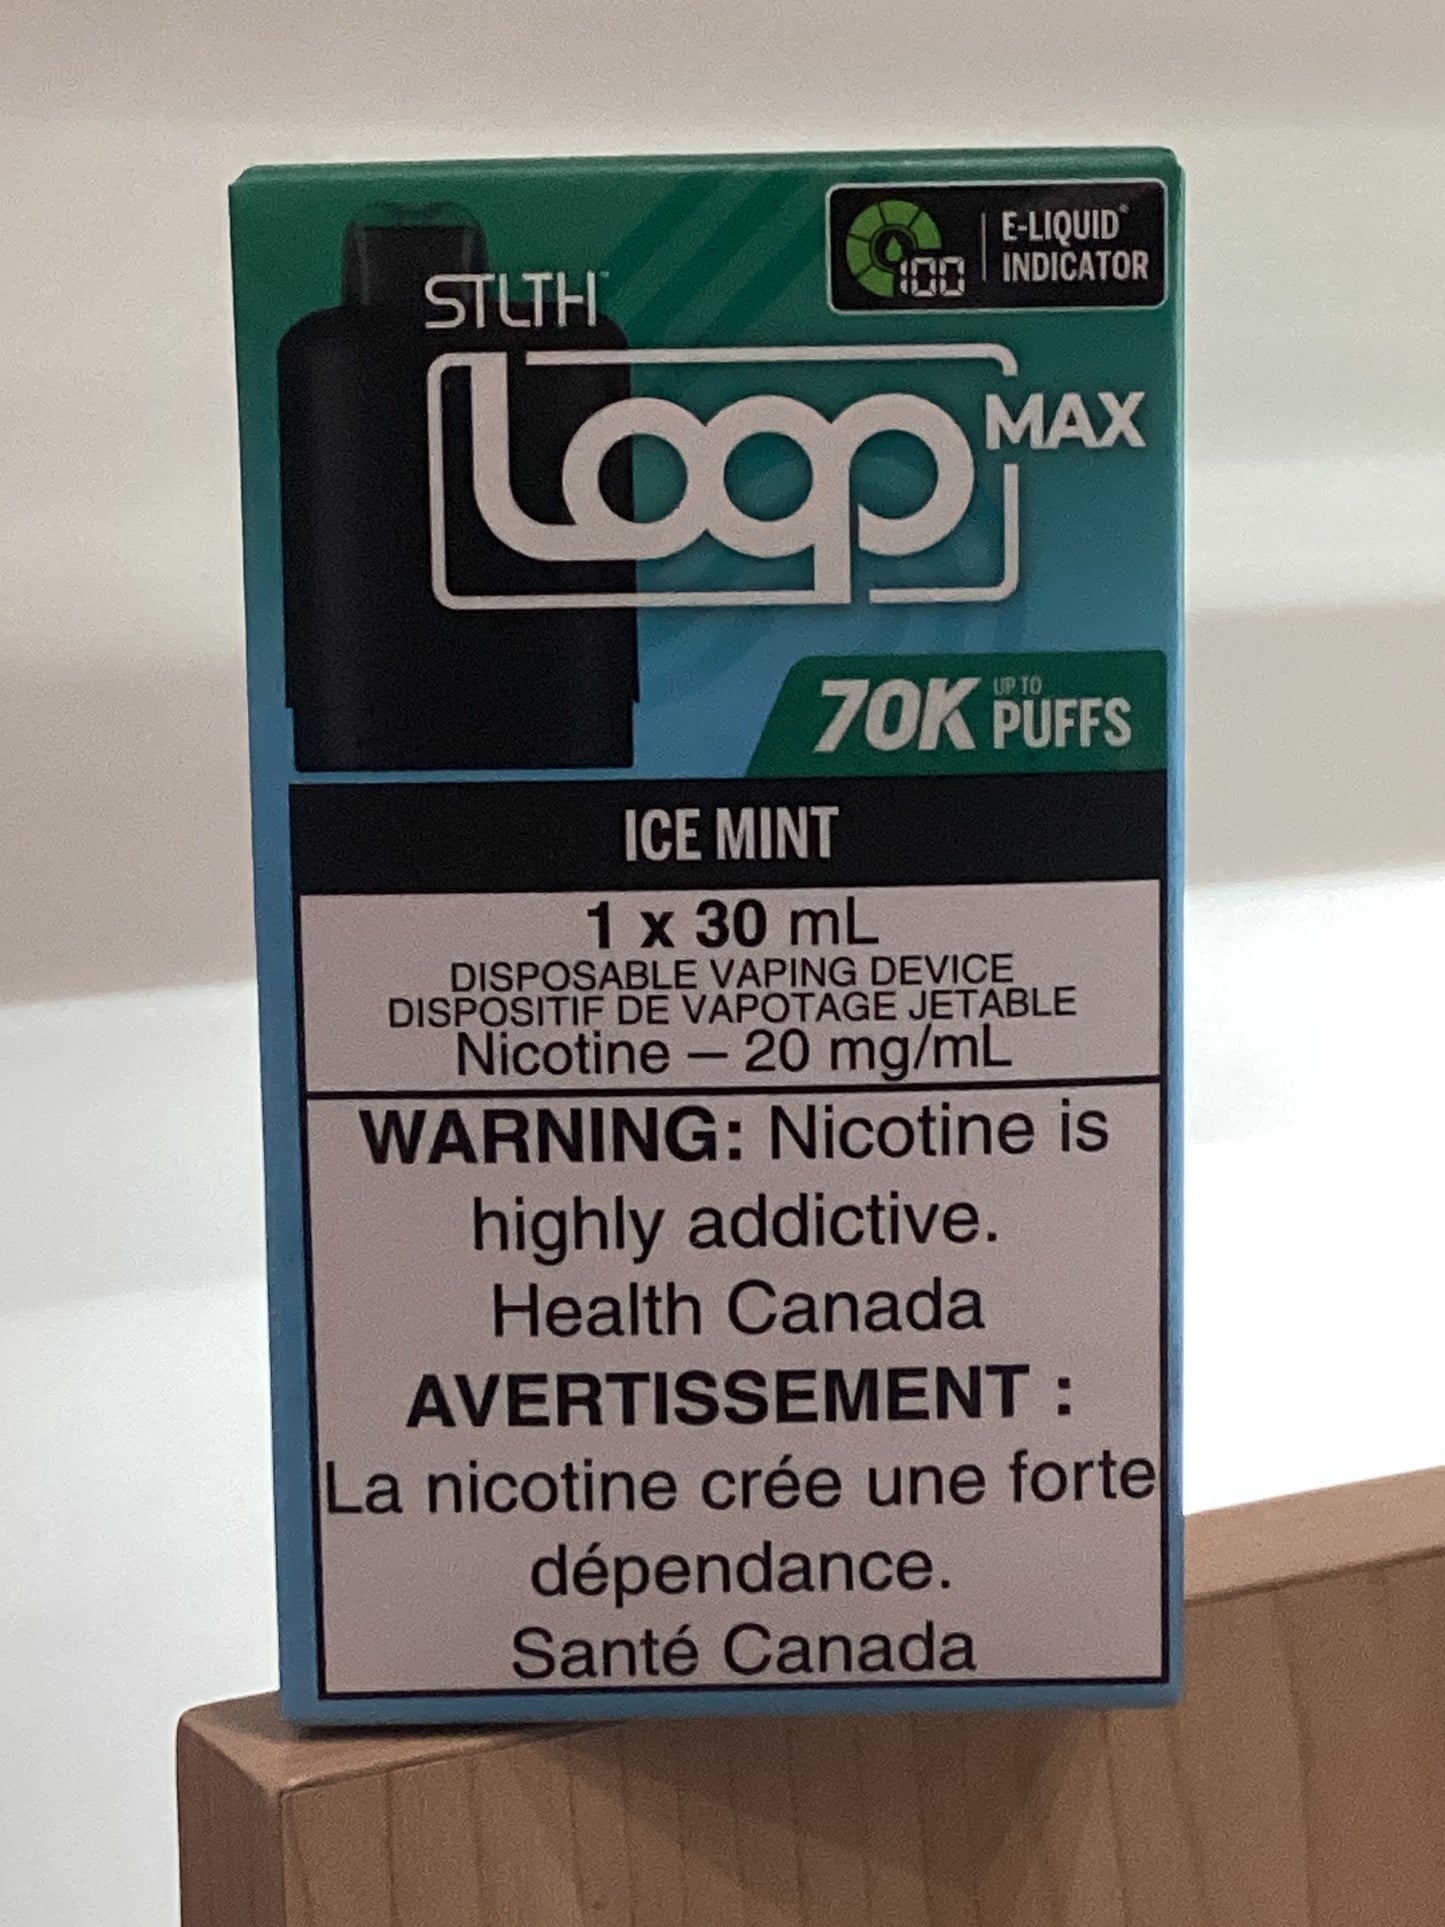 STLTH™
100
E-LIQUID
INDICATOR
Loop MAX
70K UP TO
PUFFS
ICE MINT
1 x 30 mL
DISPOSABLE VAPING DEVICE
DISPOSITIF DE VAPOTAGE JETABLE
Nicotine – 20 mg/mL
WARNING: Nicotine is
highly addictive.
Health Canada
AVERTISSEMENT :
La nicotine crée une forte
dépendance.
Santé Canada